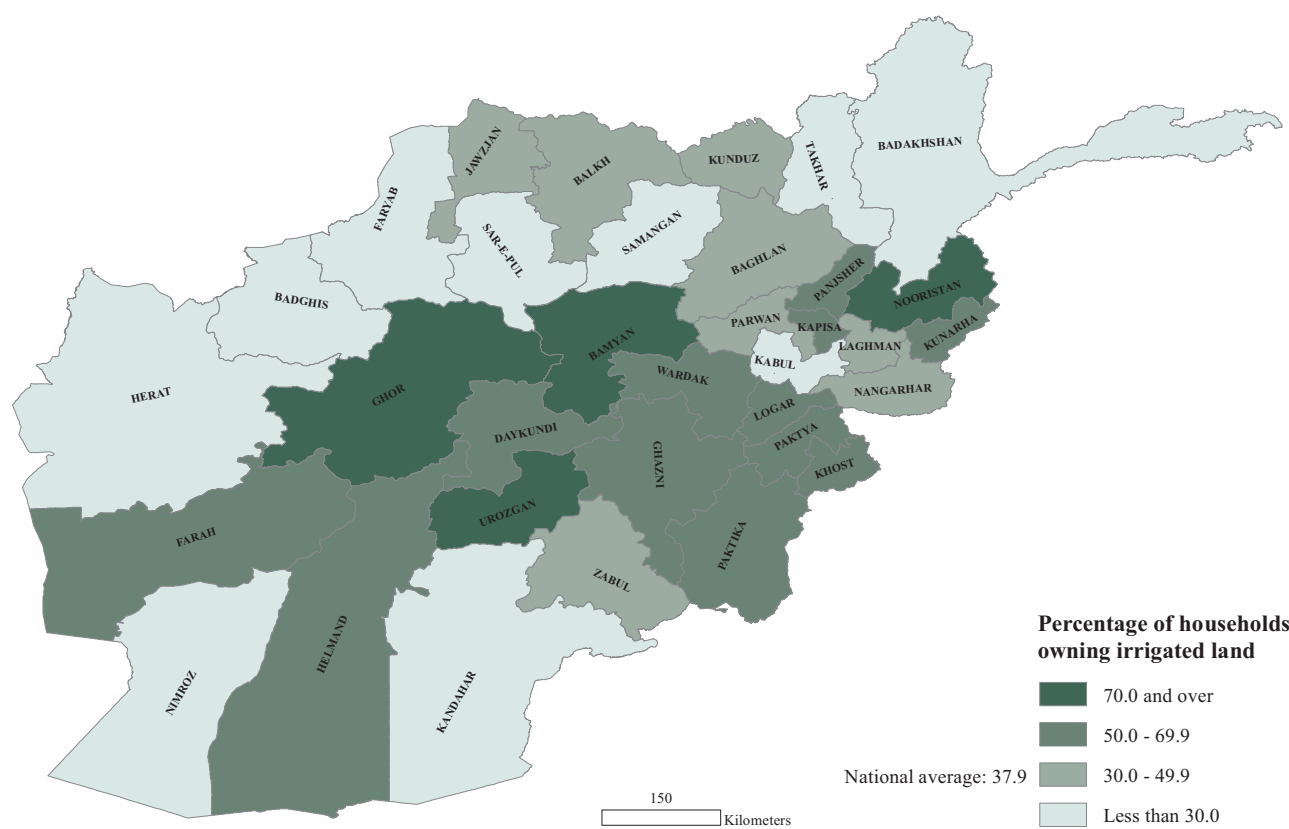 BADAKHSHAN
TAKHAR
KUNDUZ
JAWZJAN
BALKH
FARYAB
SAR-E-PUL
SAMANGAN
BAGHLAN
PANJSHER
NOORISTAN
BADGHIS
PARWAN
KAPISA
KUNARHA
LAGHMAN
BAMYAN
KABUL
HERAT
GHOR
WARDAK
NANGARHAR
LOGAR
DAYKUNDI
PAKTYA
GHAZNI
KHOST
UROZGAN
FARAH
PAKTIKA
ZABUL
HELMAND
NIMROZ
KANDAHAR
Percentage of households
owning irrigated land
70.0 and over
50.0 - 69.9
National average: 37.9
30.0 - 49.9
Less than 30.0
150
Kilometers